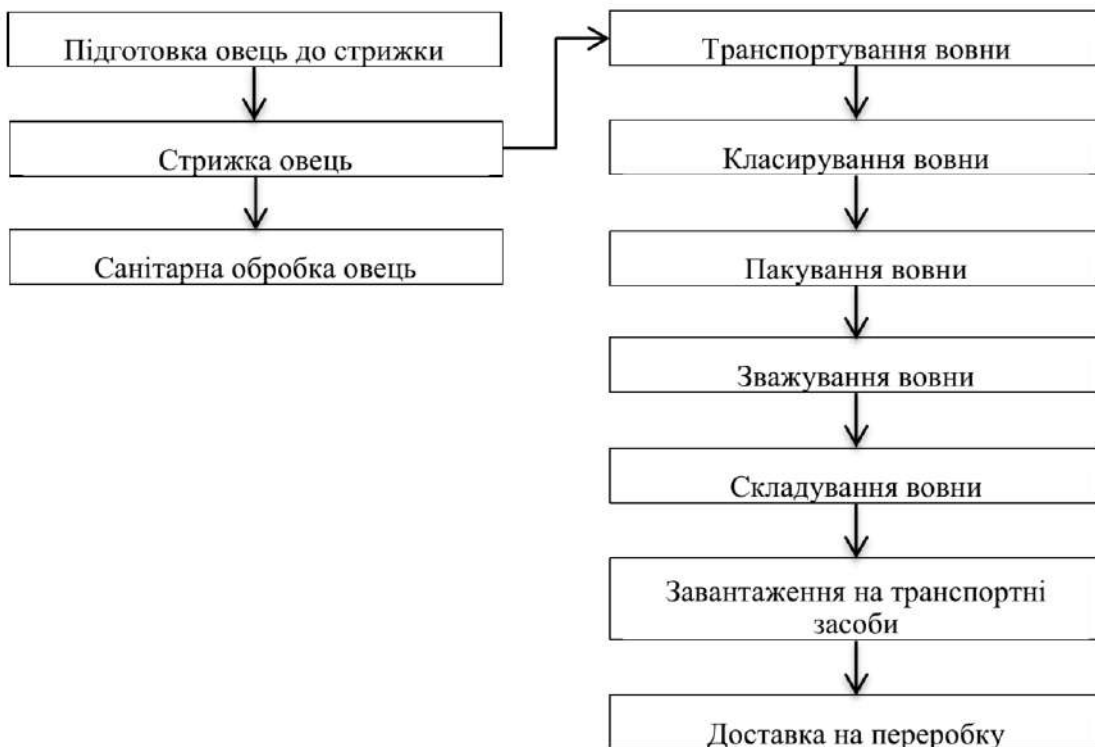 Підготовка овець до стрижки
Стрижка овець
Санітарна обробка овець
Транспортування вовни
Класирування вовни
Пакування вовни
Зважування вовни
Складування вовни
Завантаження на транспортні
засоби
Доставка на переробку